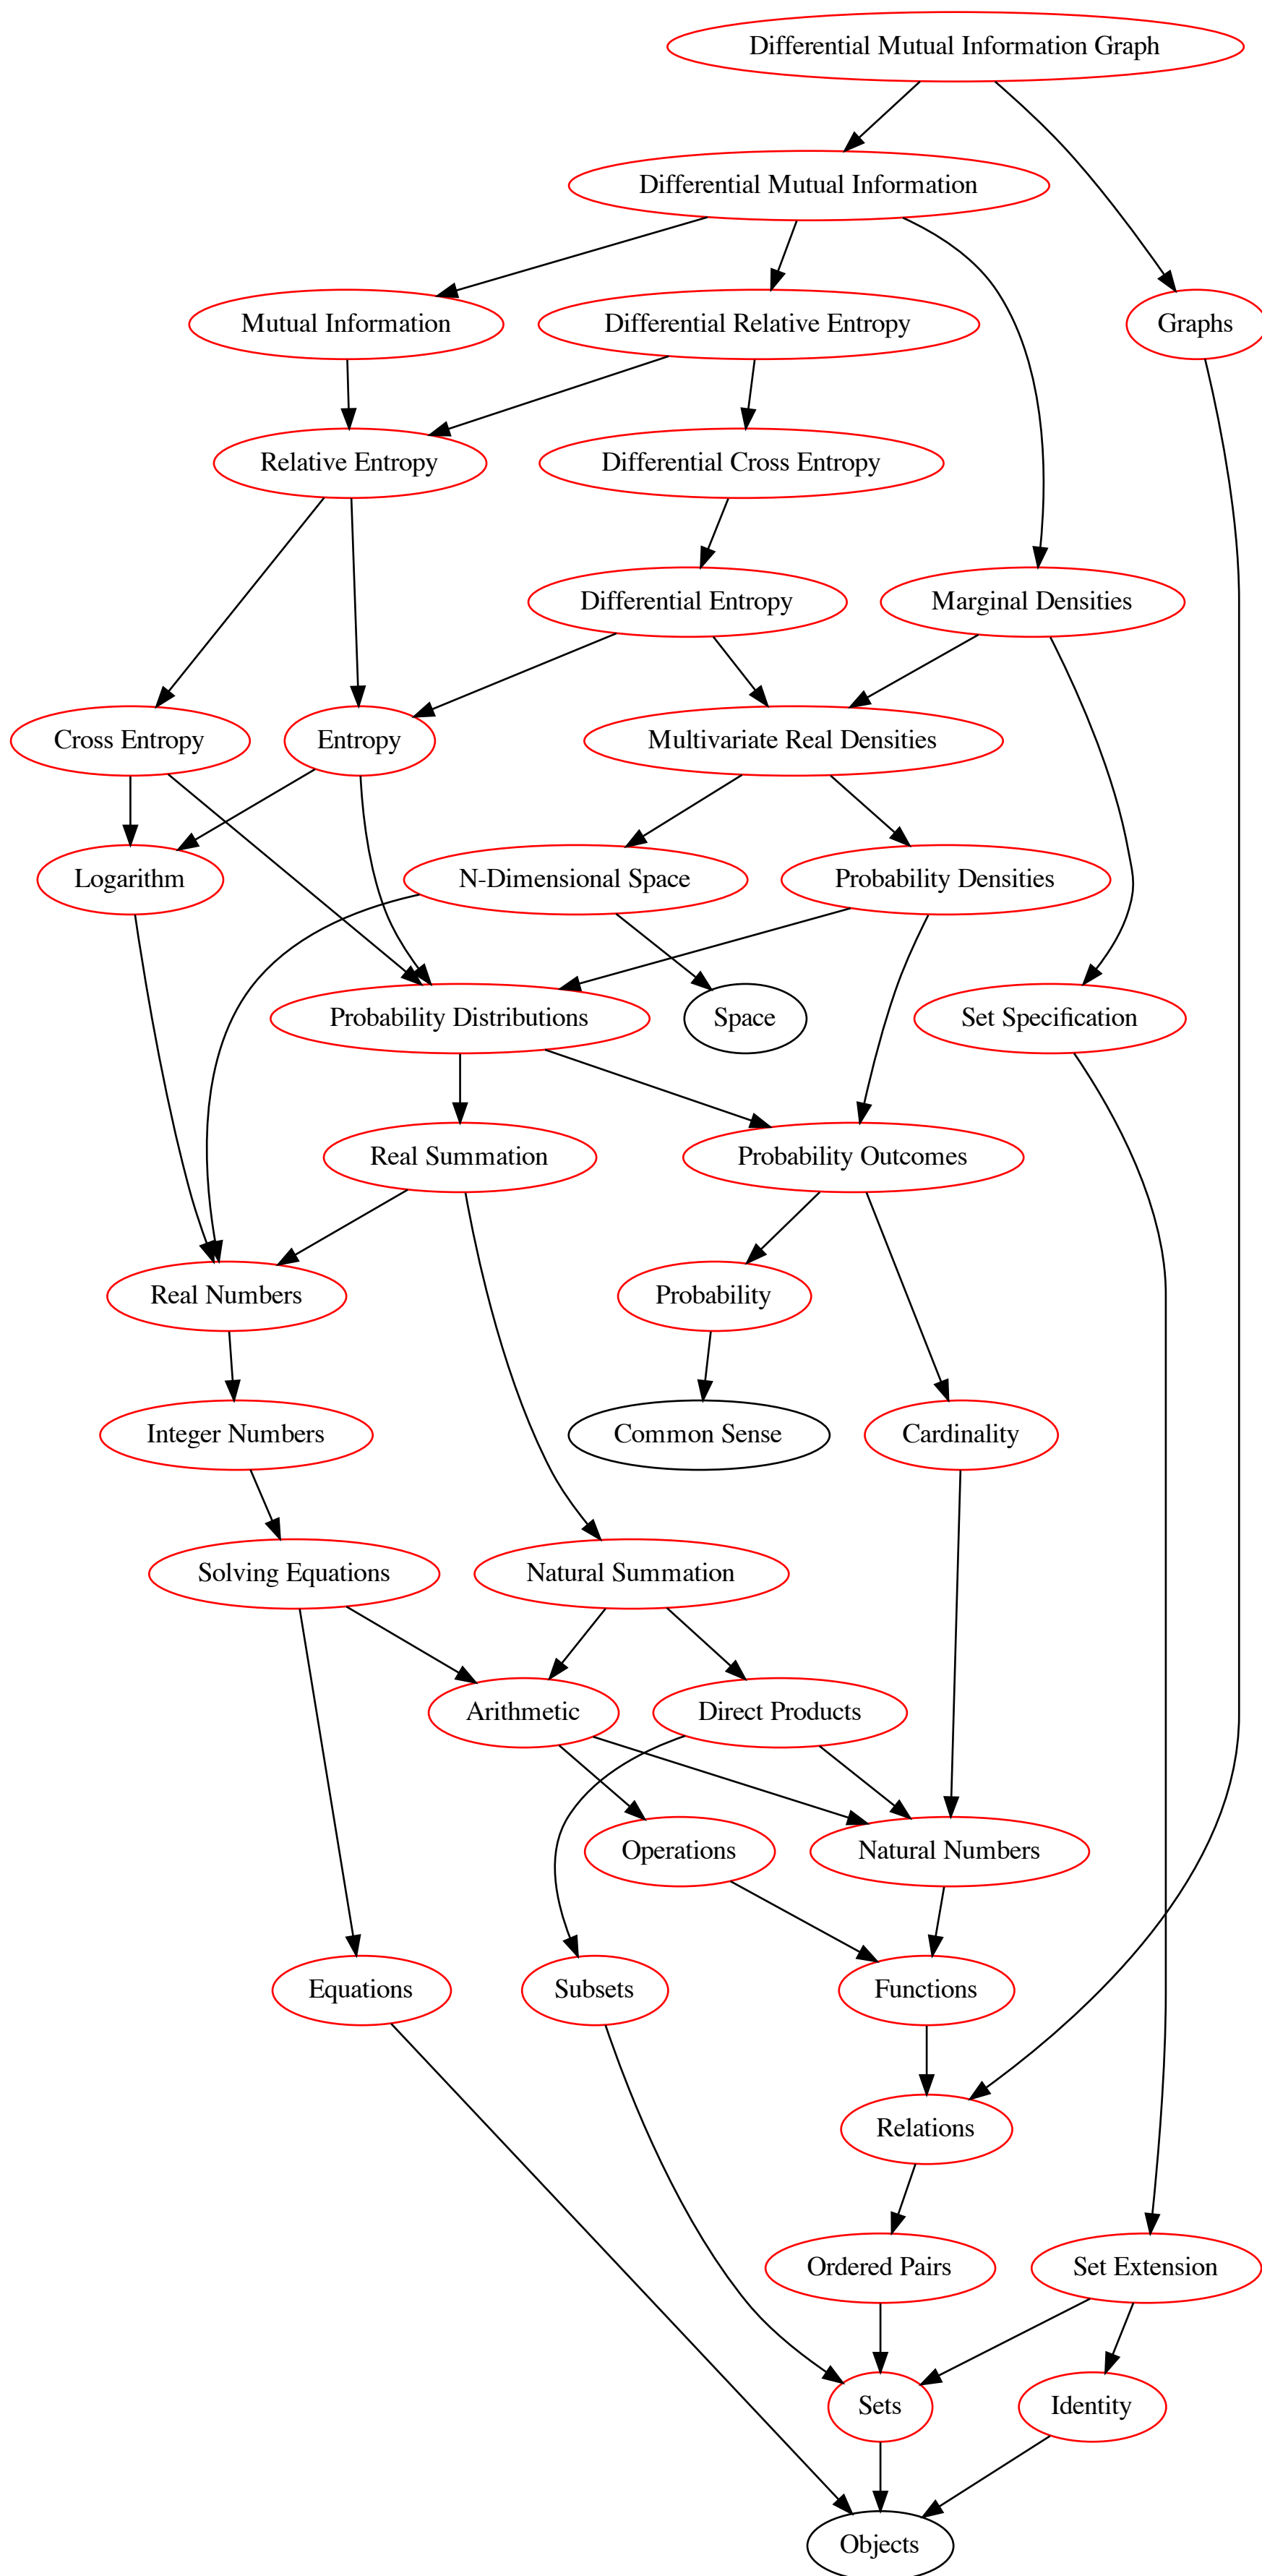 Differential Mutual Information Graph
Differential Mutual Information
Mutual Information
Differential Relative Entropy
Graphs
Relative Entropy
Differential Cross Entropy
Differential Entropy
Marginal Densities
Cross Entropy
Entropy
Multivariate Real Densities
Logarithm
N-Dimensional Space
Probability Densities
Probability Distributions
Space
Set Specification
Real Summation
Probability Outcomes
Real Numbers
Probability
Integer Numbers
Common Sense
Cardinality
Solving Equations
Natural Summation
Arithmetic
Direct Products
Operations
Natural Numbers
Equations
Subsets
Functions
Relations
Ordered Pairs
Set Extension
Sets
Identity
Objects